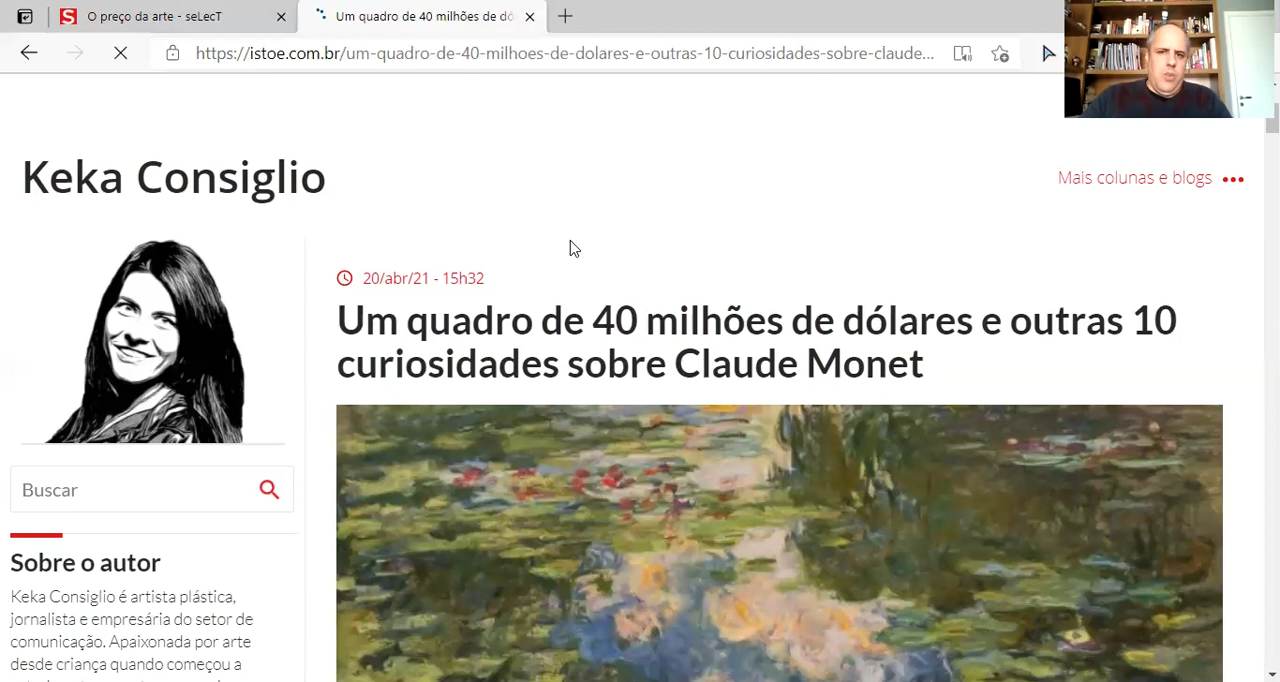 O preço da arte - seLecT
Um quadro de 40 milhões de dó
https://istoe.com.br/um-quadro-de-40-milhoes-de-dolares-e-outras-10-curiosidades-sobre-claude...
Keka Consiglio
Mais colunas e blogs
20/abr/21 - 15h32
Um quadro de 40 milhões de dólares e outras 10
curiosidades sobre Claude Monet
Buscar
Sobre o autor
Keka Consiglio é artista plástica,
jornalista e empresária do setor de
comunicação. Apaixonada por arte
desde criança quando começou a